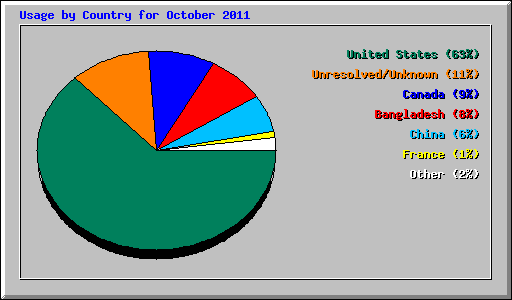 Usage by Country for October 2011
United States (63%)
Unresolved/Unknown (11%)
Canada (9%)
Bangladesh (8%)
China (6%)
France (1%)
Other (2%)